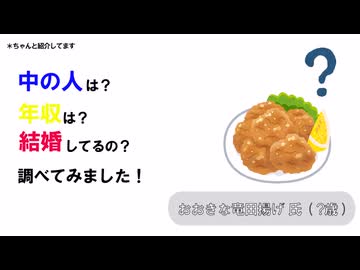 ＊ちゃんと紹介してます
中の人は？
年収は？
結婚してるの？
調べてみました！
?
おおきな竜田揚げ 氏（?歳）